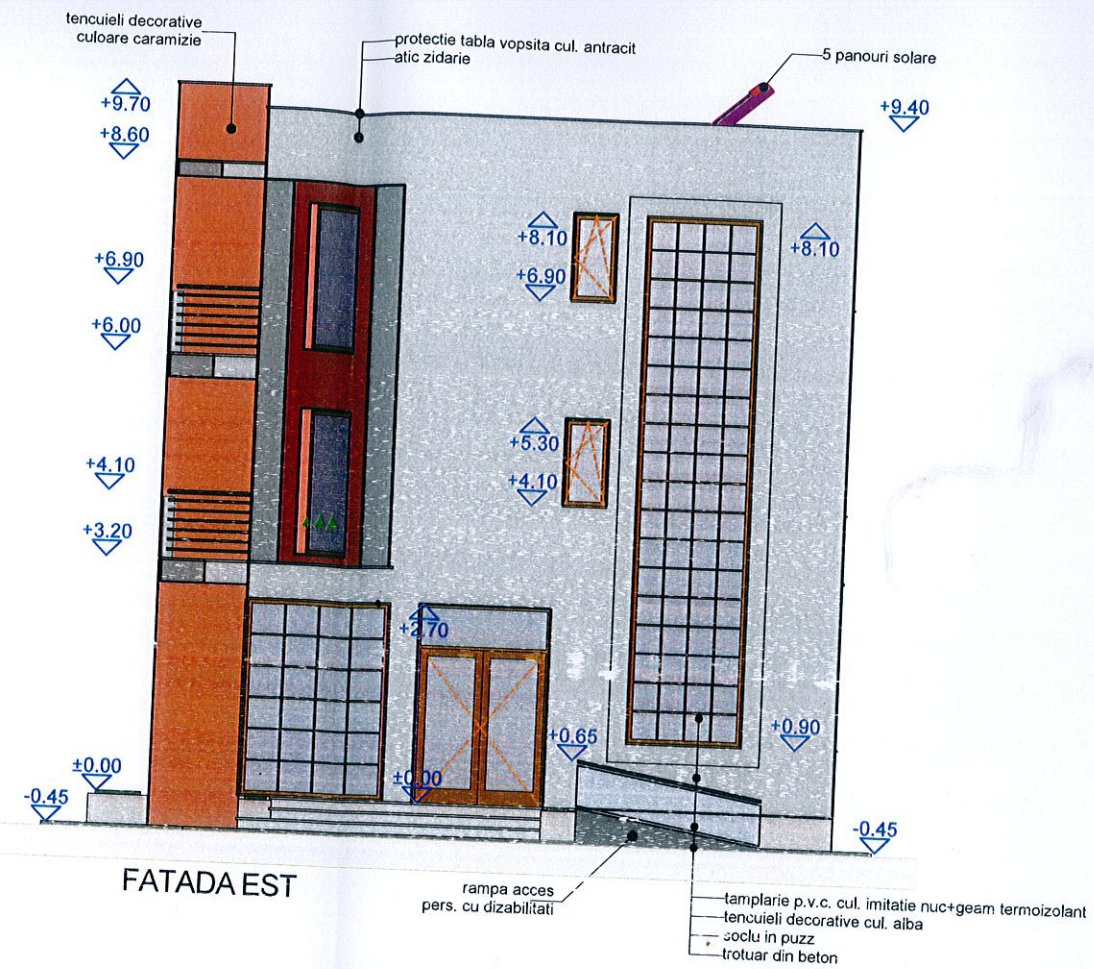 tencuieli decorative
culoare caramizie
protectie tabla vopsita cul. antracit
atic zidarie
5 panouri solare
+9.70
+8.60
+9.40
+8.10
+6.90
+8.10
+6.90
+6.00
+5.30
+4.10
+4.10
+3.20
+2.70
+0.65
+0.90
±0.00
±0.00
-0.45
-0.45
FATADA EST
rampa acces
pers. cu dizabilitati
tamplarie p.v.c. cul. imitatie nuc+geam termoizolant
tencuieli decorative cul. alba
soclu in puzz
trotuar din beton